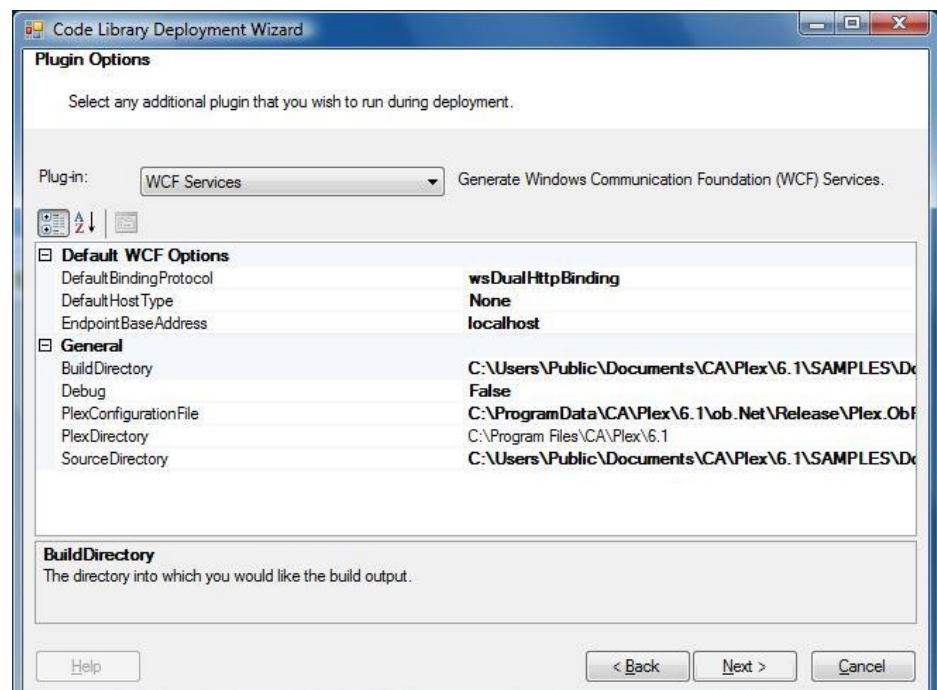 Code Library Deployment Wizard
Plugin Options
Select any additional plugin that you wish to run during deployment.
Plug-in: WCF Services Generate Windows Communication Foundation (WCF) Services.
Default WCF Options
DefaultBindingProtocol wsDualHttpBinding
DefaultHostType None
EndpointBaseAddress localhost
General
BuildDirectory C:\Users\Public\Documents\CA\Plex\6.1\SAMPLES\Do
Debug False
PlexConfigurationFile C:\ProgramData\CA\Plex\6.1\ob.Net\Release\Plex.ObF
PlexDirectory C:\Program Files\CA\Plex\6.1
SourceDirectory C:\Users\Public\Documents\CA\Plex\6.1\SAMPLES\Do
BuildDirectory
The directory into which you would like the build output.
Help < Back Next > Cancel